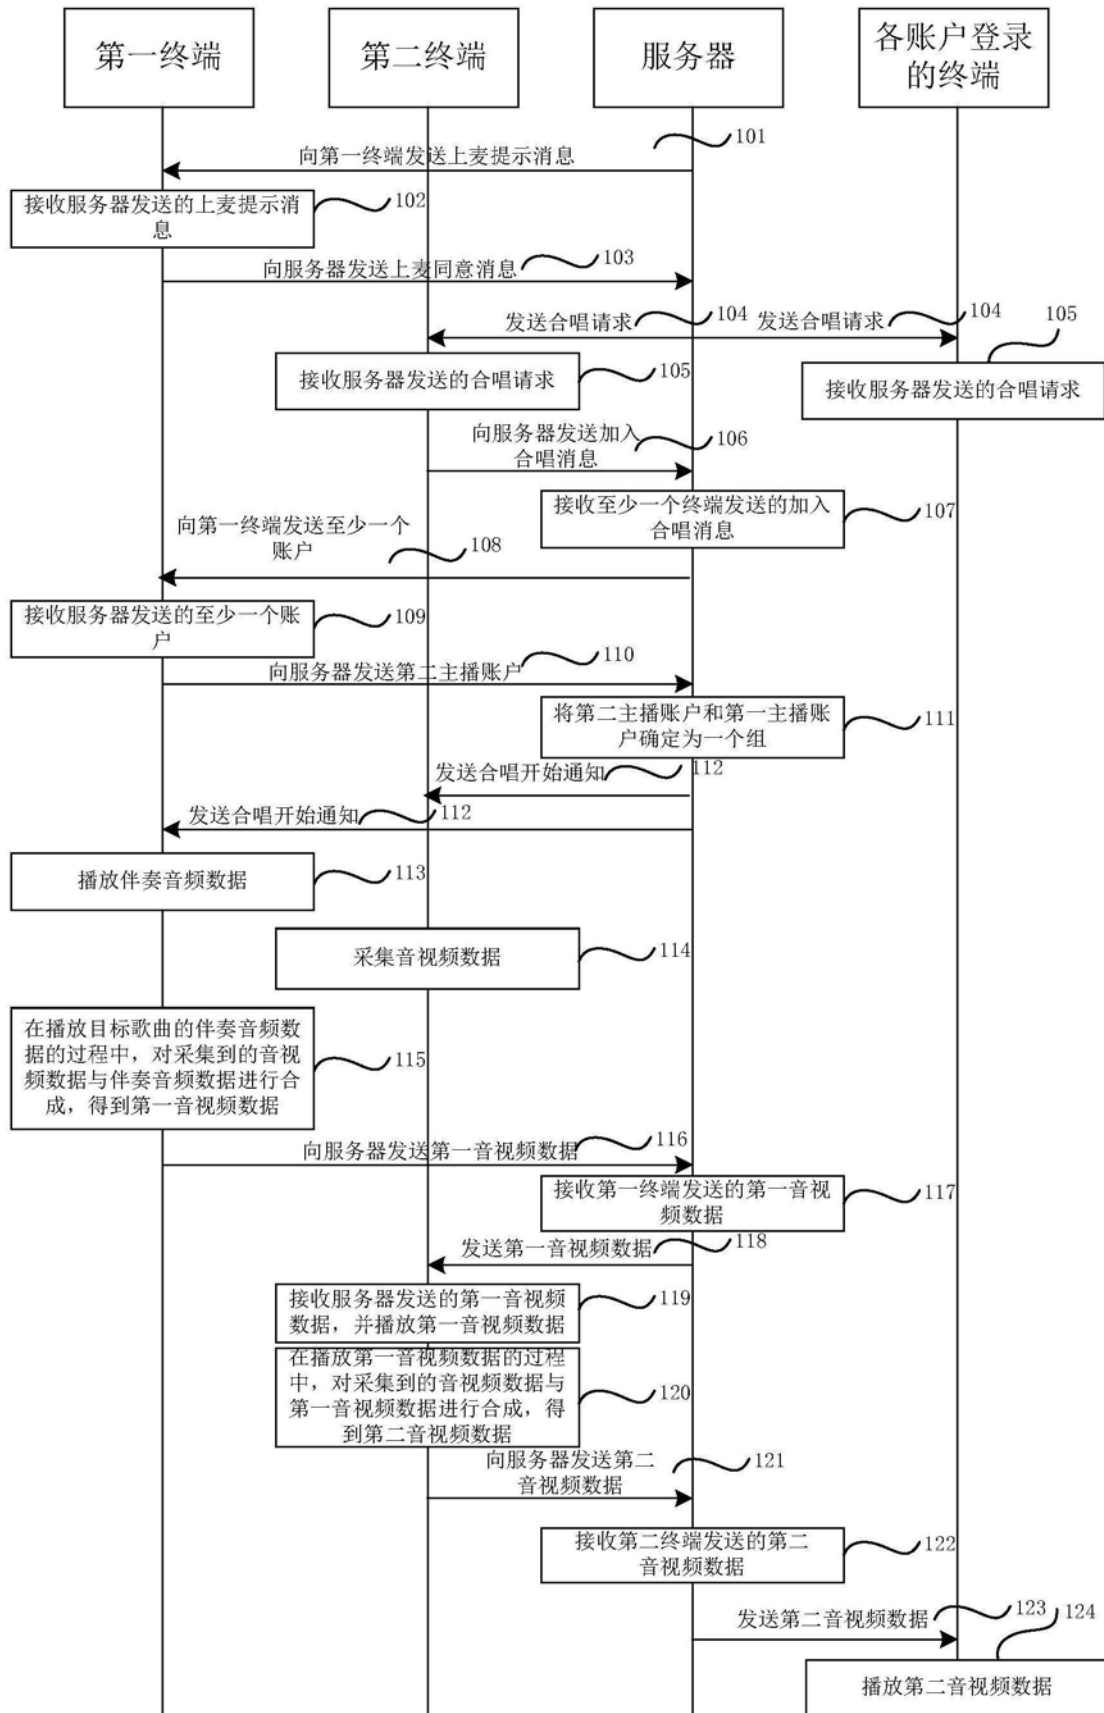 第一终端
第二终端
服务器
各账户登录
的终端
101
向第一终端发送上麦提示消息
接收服务器发送的上麦提示消
息
102
向服务器发送上麦同意消息
103
发送合唱请求
104
发送合唱请求
104
接收服务器发送的合唱请求
105
接收服务器发送的合唱请求
105
向服务器发送加入
合唱消息
106
接收至少一个终端发送的加入
合唱消息
107
向第一终端发送至少一个
账户
108
接收服务器发送的至少一个账
户
109
向服务器发送第二主播账户
110
将第二主播账户和第一主播账
户确定为一个组
111
发送合唱开始通知
112
发送合唱开始通知
112
播放伴奏音频数据
113
采集音视频数据
114
在播放目标歌曲的伴奏音频数
据的过程中，对采集到的音视
频数据与伴奏音频数据进行合
成，得到第一音视频数据
115
向服务器发送第一音视频数据
116
接收第一终端发送的第一音视
频数据
117
发送第一音视频数据
118
接收服务器发送的第一音视频
数据，并播放第一音视频数据
119
在播放第一音视频数据的过程
中，对采集到的音视频数据与
第一音视频数据进行合成，得
到第二音视频数据
120
向服务器发送第二
音视频数据
121
接收第二终端发送的第二
音视频数据
122
发送第二音视频数据
123
124
播放第二音视频数据